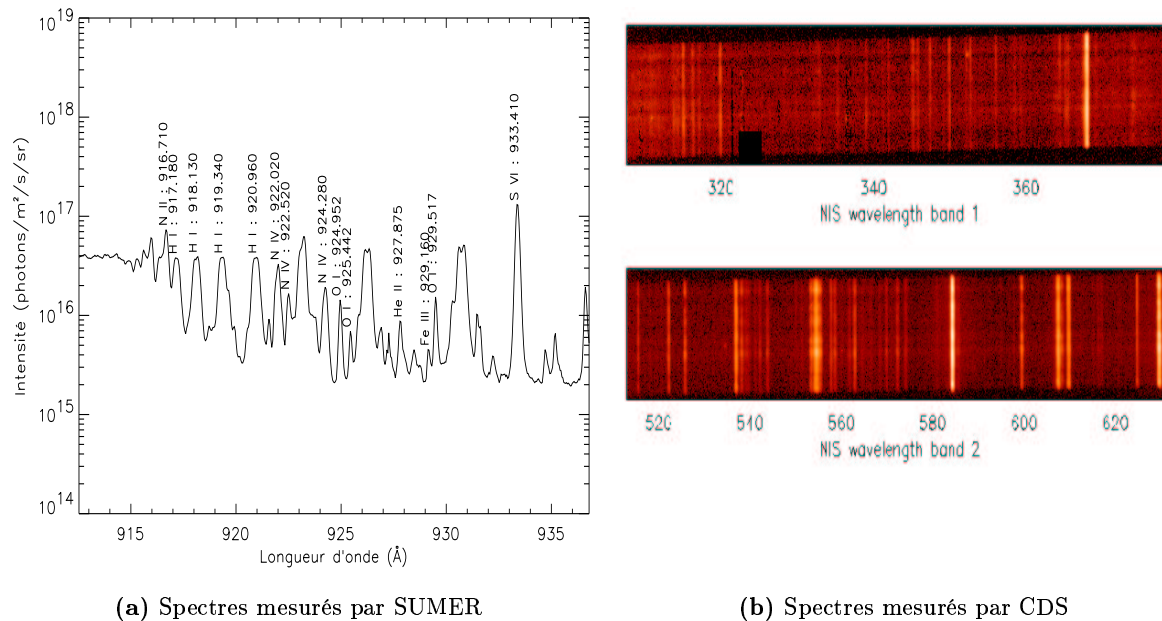 10^19
10^18
10^17
10^16
10^15
10^14
Intensité (photons/m²/s/sr)
N II : 916.710
H I : 917.180
H I : 918.130
H I : 919.340
H I : 920.960
N IV : 922.020
N IV : 922.520
N IV : 924.280
O I : 924.952
O I : 925.442
He II : 927.875
Fe III : 929.160
O I : 929.517
S VI : 933.410
915 920 925 930 935
Longueur d'onde (Å)
(a) Spectres mesurés par SUMER
320 340 360
NIS wavelength band 1
520 540 560 580 600 620
NIS wavelength band 2
(b) Spectres mesurés par CDS